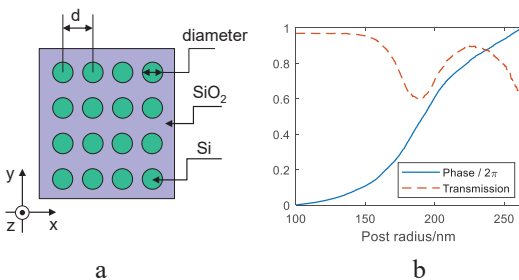 d
diameter
SiO2
Si
y
z
x
a
1
0.8
0.6
0.4
0.2
0
100
150
200
250
Phase / 2π
Transmission
Post radius/nm
b